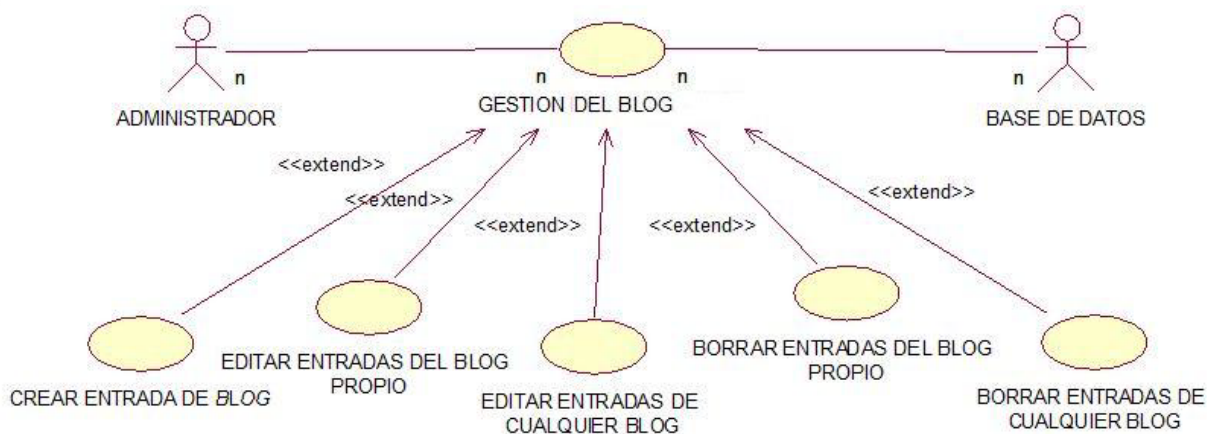 n
n
n
n
ADMINISTRADOR
GESTION DEL BLOG
BASE DE DATOS
<<extend>>
<<extend>>
<<extend>>
<<extend>>
<<extend>>
CREAR ENTRADA DE BLOG
EDITAR ENTRADAS DEL BLOG
PROPIO
EDITAR ENTRADAS DE
CUALQUIER BLOG
BORRAR ENTRADAS DEL BLOG
PROPIO
BORRAR ENTRADAS DE
CUALQUIER BLOG